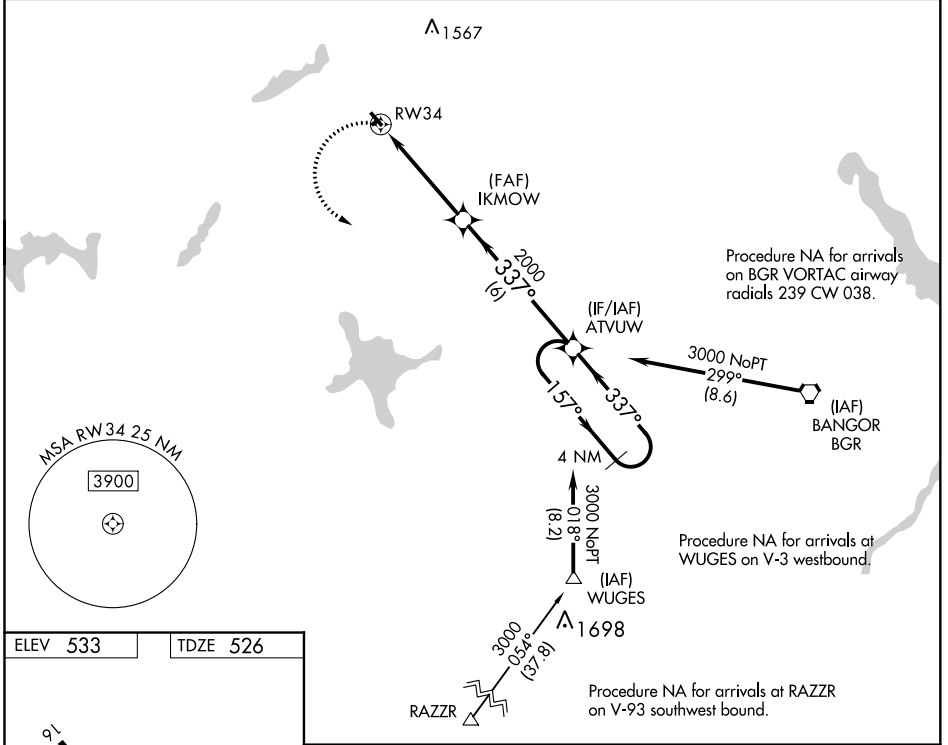 1567
RW34
(FAF)
IKMOW
2000
337°
(6)
Procedure NA for arrivals
on BGR VORTAC airway
radials 239 CW 038.
(IF/IAF)
ATVUW
3000 NoPT
299°
(8.6)
(IAF)
BANGOR
BGR
157°
337°
4 NM
MSA RW34 25 NM
3900
3000 NoPT
018°
(8.2)
Procedure NA for arrivals at
WUGES on V-3 westbound.
(IAF)
WUGES
1698
3000
054°
(37.8)
RAZZR
Procedure NA for arrivals at RAZZR
on V-93 southwest bound.
ELEV 533
TDZE 526
16